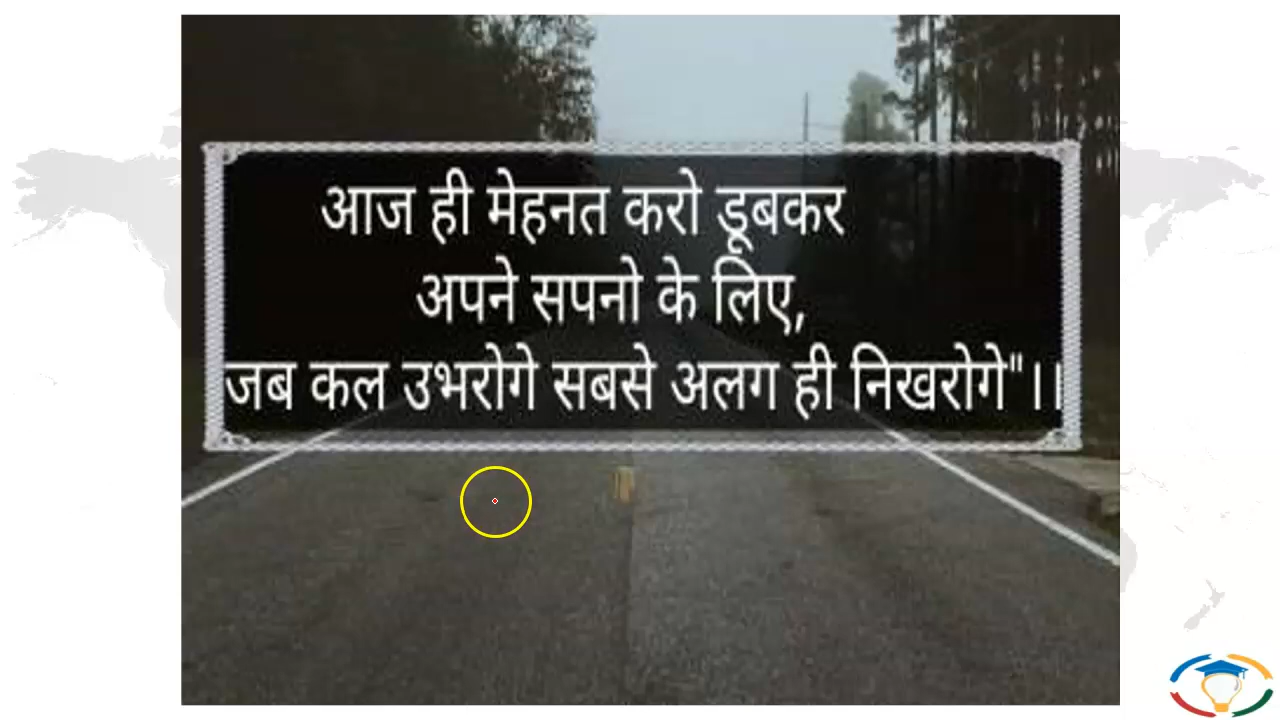 आज ही मेहनत करो डूबकर
अपने सपनो के लिए,
जब कल उभरोगे सबसे अलग ही निखरोगे"।।